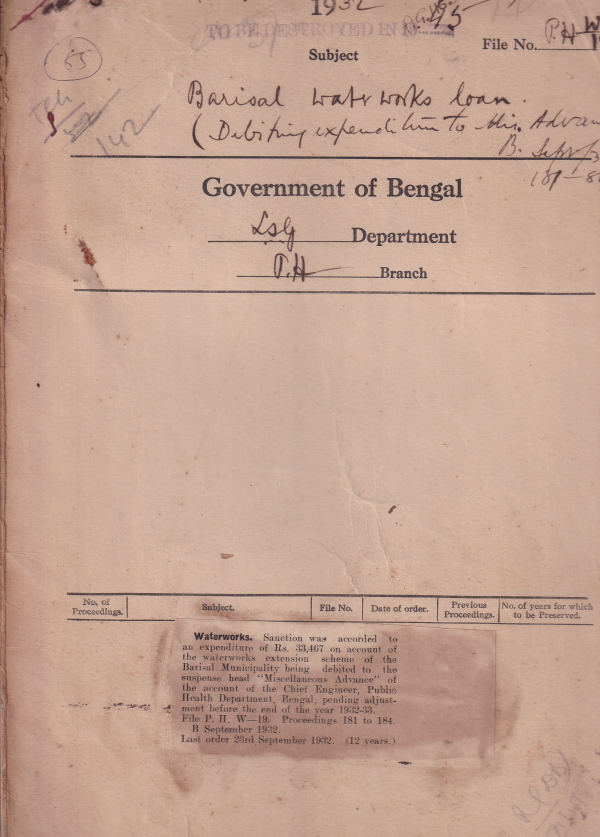 1932
TO BE DESTROYED IN
Subject
File No. P.H W
55
142
Barisal waterworks loan.
(Debiting expenditure to Mis. Advan
B. Sept/
181-8
Government of Bengal
LSG Department
P.H Branch
No. of Proceedings. Subject. File No. Date of order. Previous Proceedings. No. of years for which to be Preserved.
Waterworks. Sanction was accorded to
an expenditure of Rs. 33,467 on account of
the waterworks extension scheme of the
Barisal Municipality being debited to the
suspense head "Miscellaneous Advance" of
the account of the Chief Engineer, Public
Health Department, Bengal, pending adjust-
ment before the end of the year 1932-33.
File P. H. W—19. Proceedings 181 to 184.
B September 1932.
Last order 23rd September 1932. (12 years.)